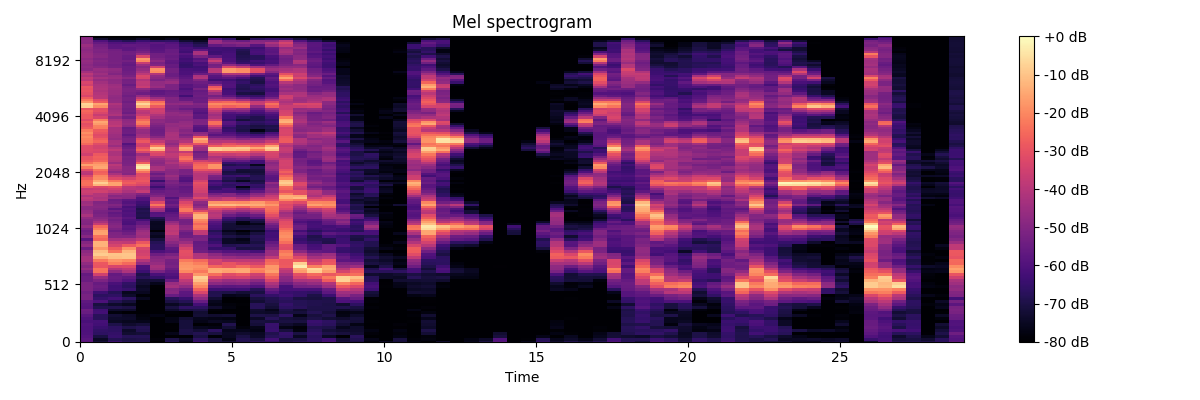 Mel spectrogram
8192
4096
2048
1024
512
0
Hz
0 5 10 15 20 25
Time
+0 dB
-10 dB
-20 dB
-30 dB
-40 dB
-50 dB
-60 dB
-70 dB
-80 dB